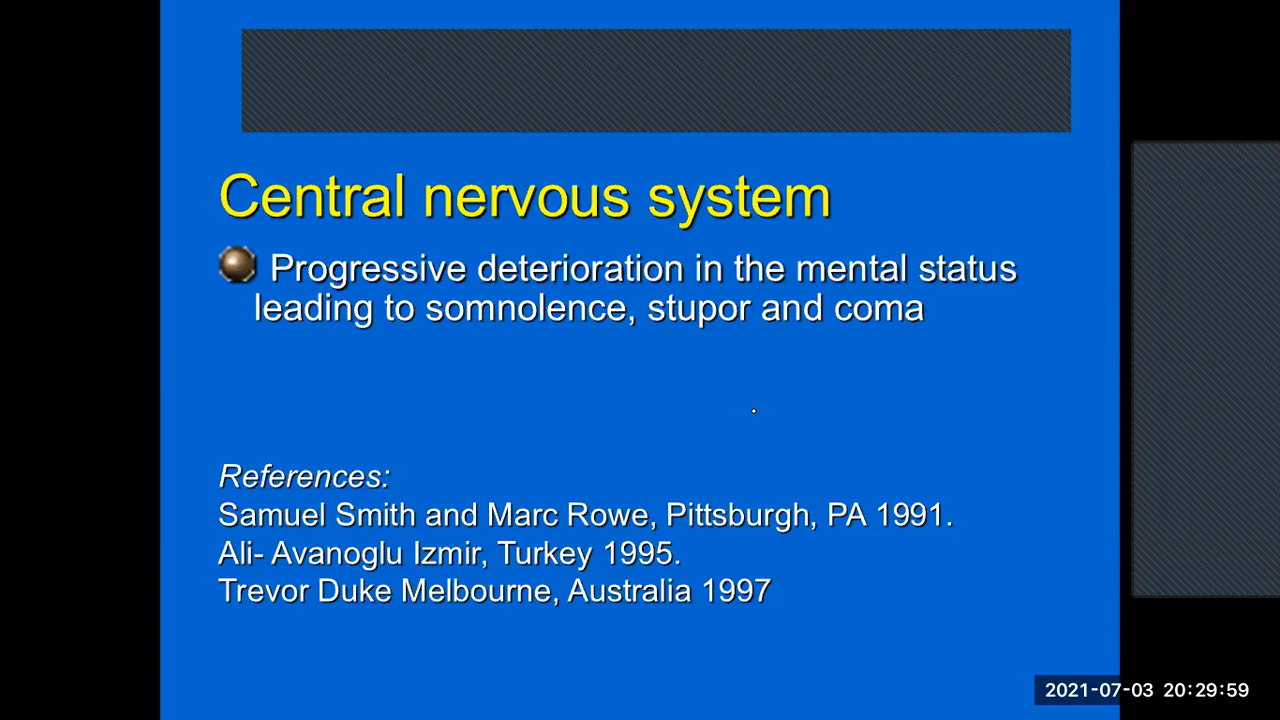 Central nervous system
Progressive deterioration in the mental status
leading to somnolence, stupor and coma
References:
Samuel Smith and Marc Rowe, Pittsburgh, PA 1991.
Ali- Avanoglu Izmir, Turkey 1995.
Trevor Duke Melbourne, Australia 1997
2021-07-03 20:29:59